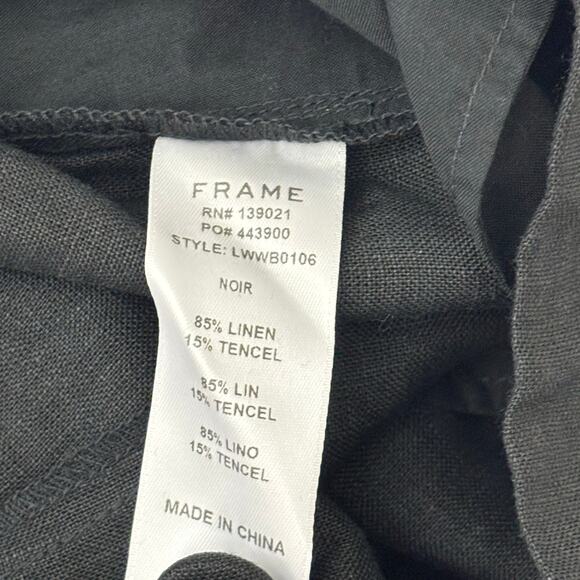 FRAME
RN# 139021
PO# 443900
STYLE: LWWB0106
NOIR
85% LINEN
15% TENCEL
85% LIN
15% TENCEL
85% LINO
15% TENCEL
MADE IN CHINA